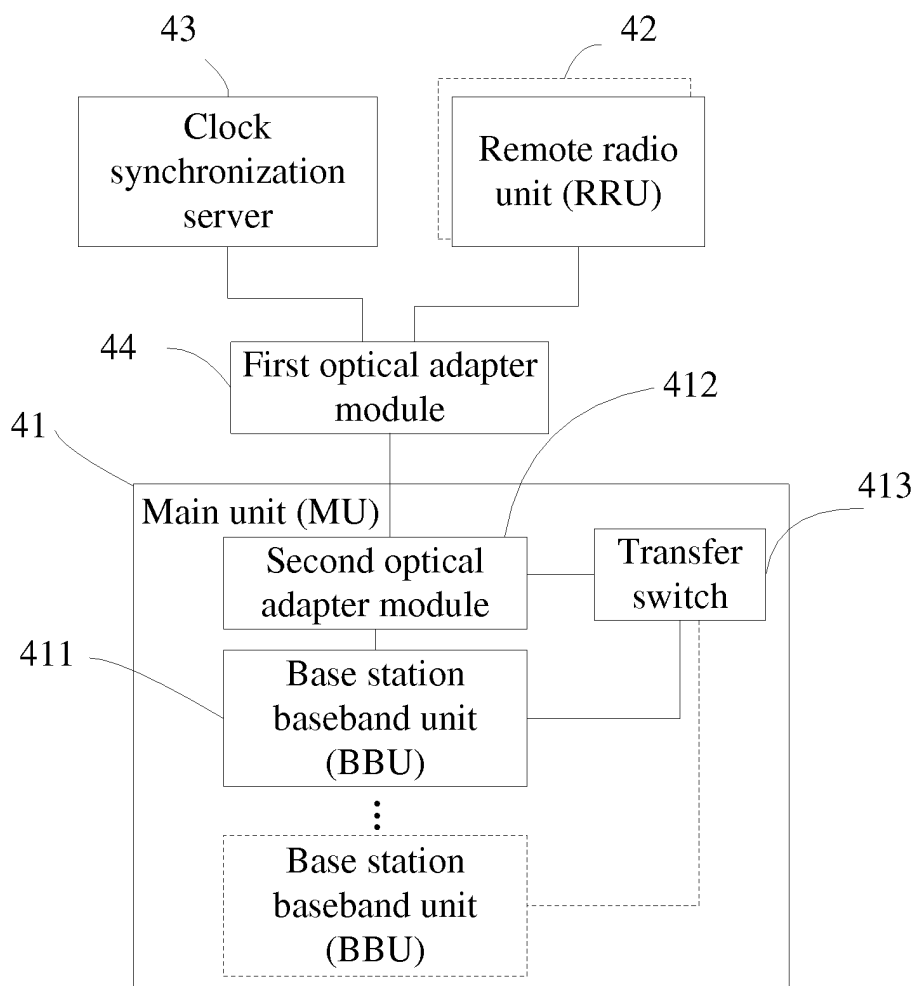 43
42
Clock
synchronization
server
Remote radio
unit (RRU)
44
First optical adapter
module
412
41
413
Main unit (MU)
Second optical
adapter module
Transfer
switch
411
Base station
baseband unit
(BBU)
Base station
baseband unit
(BBU)